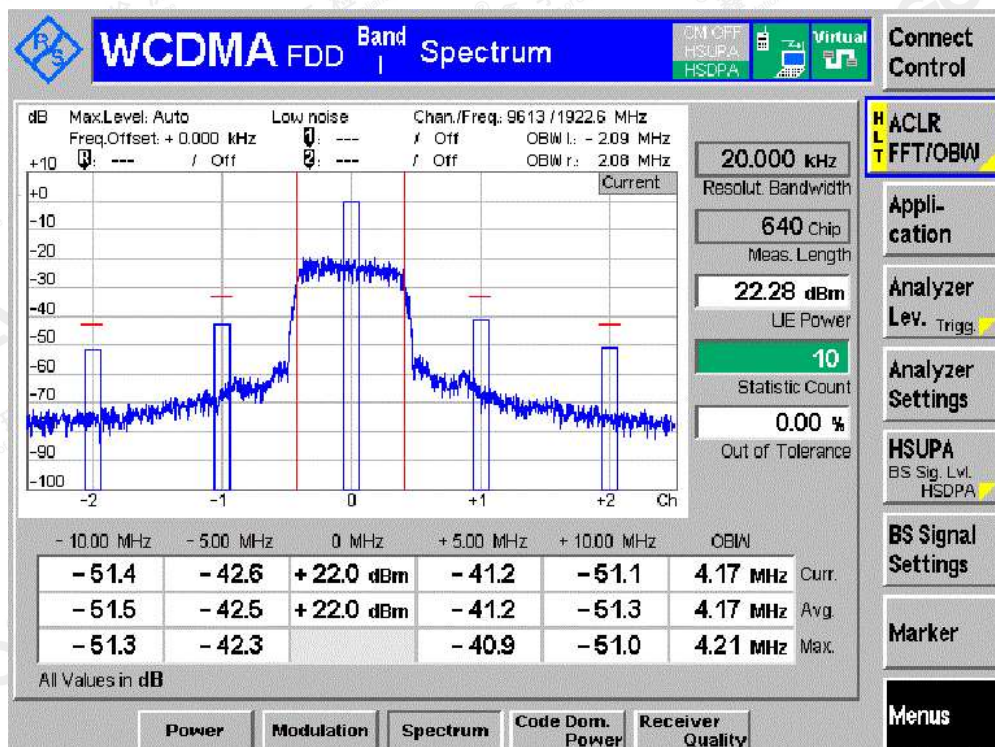 R S
WCDMA FDD Band I Spectrum
CM:OFF
HSUPA
HSDPA
Virtual
Connect Control
dB Max.Level: Auto Low noise Chan./Freq.: 9613 / 1922.6 MHz
Freq.Offset: + 0.000 kHz 1: --- / Off OBW l.: - 2.09 MHz
R: --- / Off 2: --- / Off OBW r.: 2.08 MHz
Current
+10
+0
-10
-20
-30
-40
-50
-60
-70
-90
-100
-2 -1 0 +1 +2 Ch
20.000 kHz
Resolut. Bandwidth
640 Chip
Meas. Length
22.28 dBm
UE Power
10
Statistic Count
0.00 %
Out of Tolerance
- 10.00 MHz - 5.00 MHz 0 MHz + 5.00 MHz + 10.00 MHz OBW
- 51.4 - 42.6 + 22.0 dBm - 41.2 - 51.1 4.17 MHz Curr.
- 51.5 - 42.5 + 22.0 dBm - 41.2 - 51.3 4.17 MHz Avg.
- 51.3 - 42.3 - 40.9 - 51.0 4.21 MHz Max.
All Values in dB
HLT
ACLR
FFT/OBW
Appli-
cation
Analyzer
Lev. Trigg.
Analyzer
Settings
HSUPA
BS Sig. Lvl.
HSDPA
BS Signal
Settings
Marker
Menus
Power
Modulation
Spectrum
Code Dom.
Power
Receiver
Quality